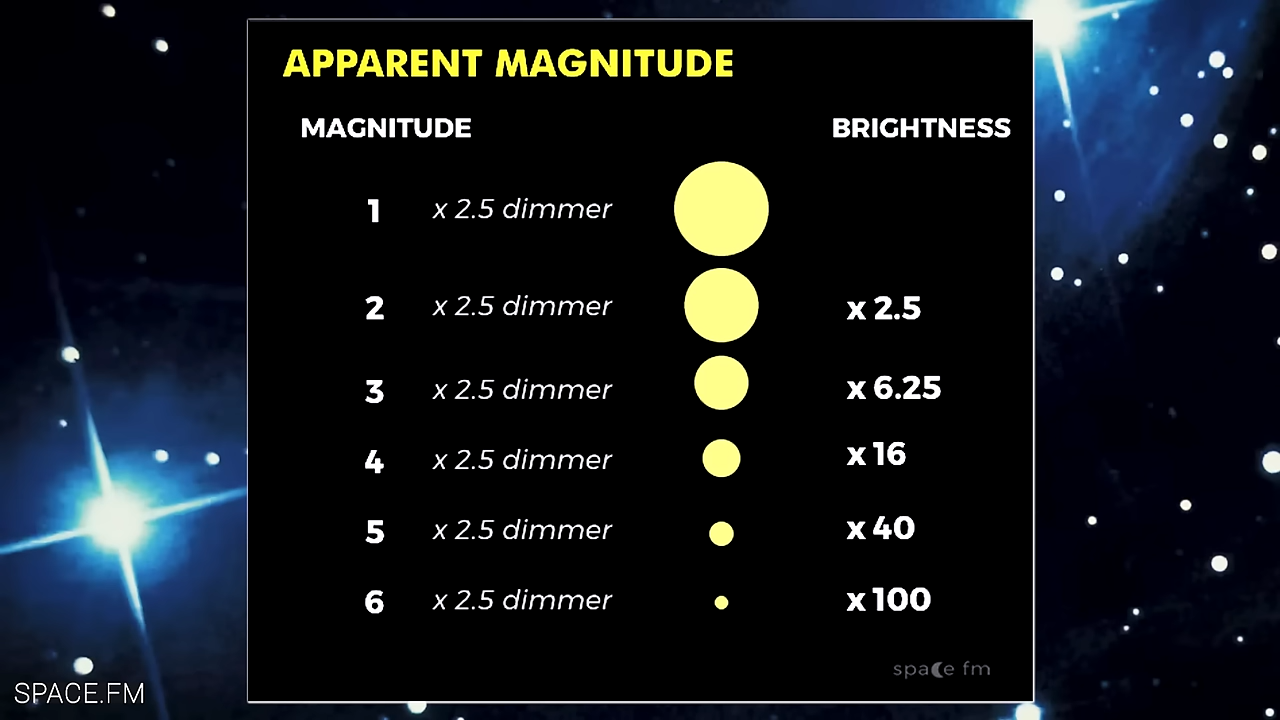 APPARENT MAGNITUDE
MAGNITUDE BRIGHTNESS
1 x 2.5 dimmer
2 x 2.5 dimmer x 2.5
3 x 2.5 dimmer x 6.25
4 x 2.5 dimmer x 16
5 x 2.5 dimmer x 40
6 x 2.5 dimmer x 100
space fm
SPACE.FM